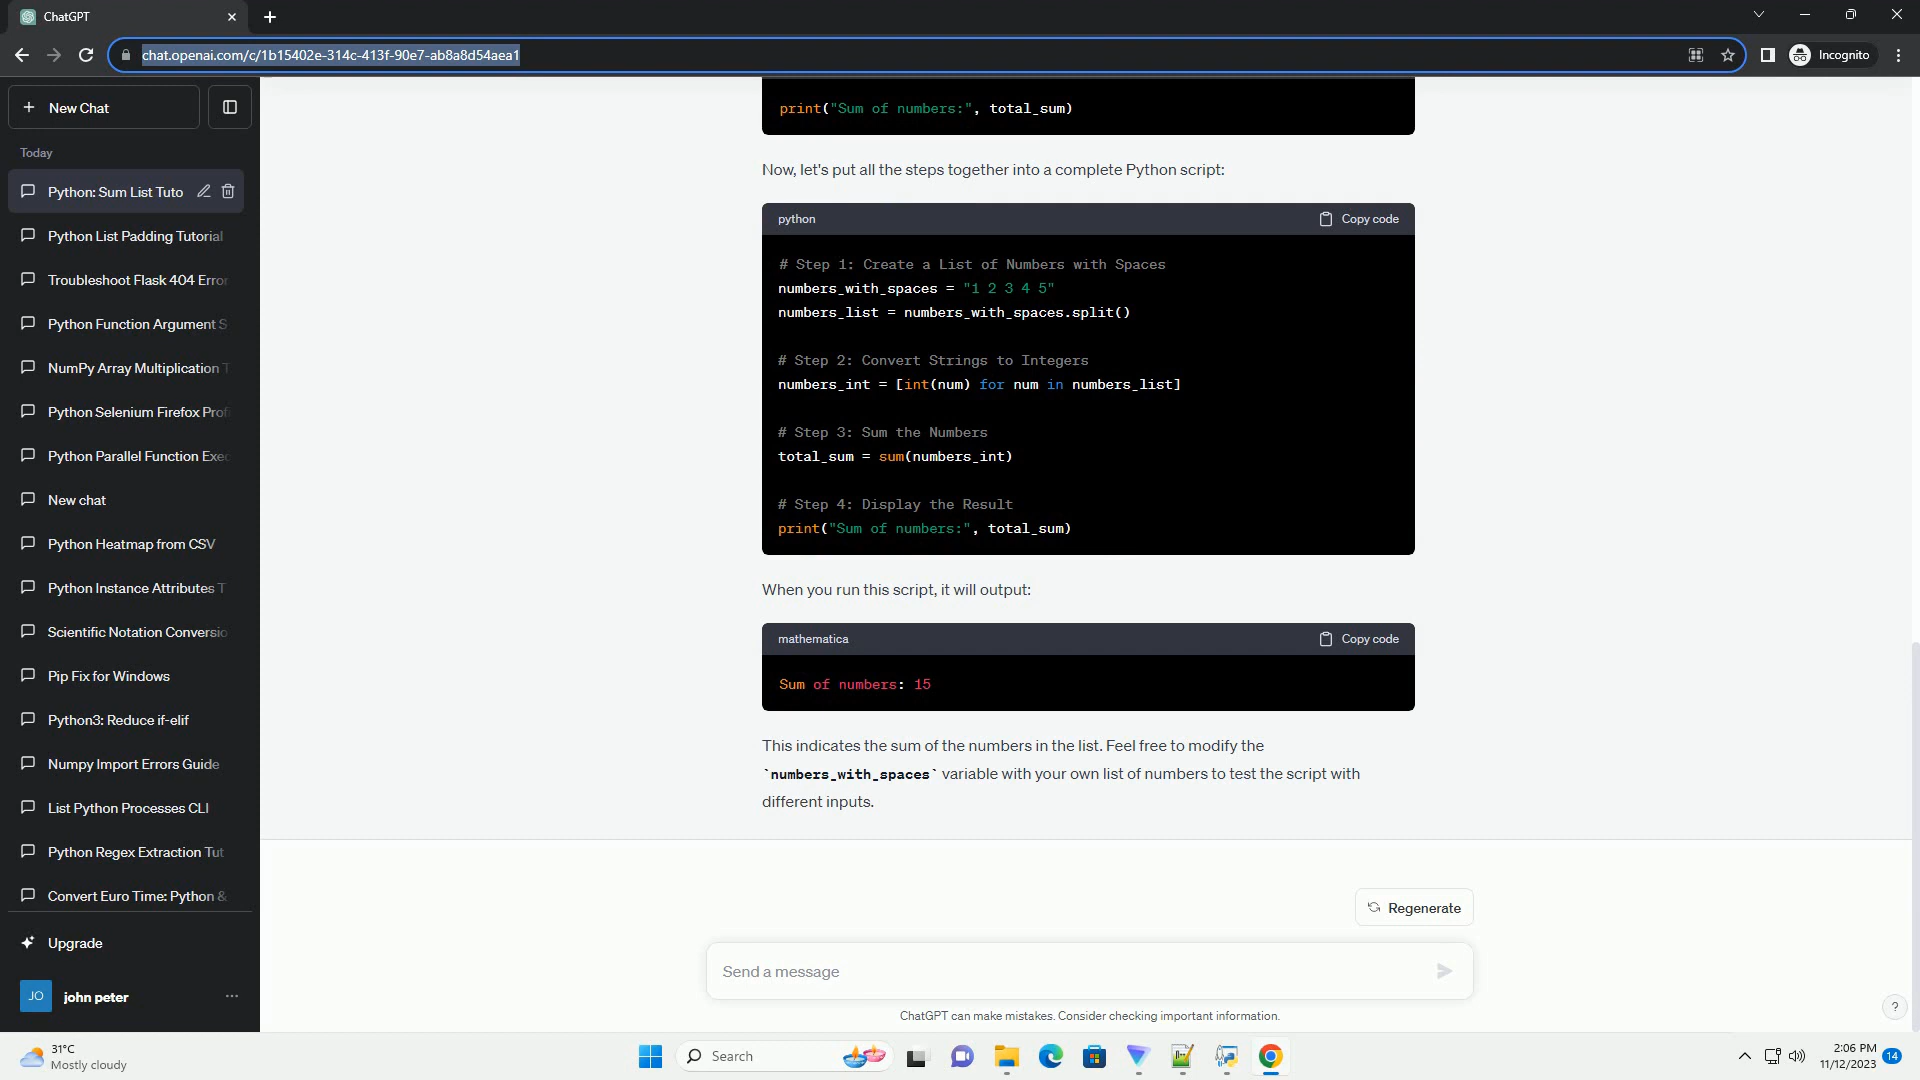 ChatGPT
chat.openai.com/c/1b15402e-314c-413f-90e7-ab8a8d54aea1
Incognito
New Chat
Today
Python: Sum List Tuto
Python List Padding Tutorial
Troubleshoot Flask 404 Error
Python Function Argument S
NumPy Array Multiplication T
Python Selenium Firefox Profi
Python Parallel Function Exec
New chat
Python Heatmap from CSV
Python Instance Attributes T
Scientific Notation Conversio
Pip Fix for Windows
Python3: Reduce if-elif
Numpy Import Errors Guide
List Python Processes CLI
Python Regex Extraction Tut
Convert Euro Time: Python &
Upgrade
JO john peter
print("Sum of numbers:", total_sum)
Now, let's put all the steps together into a complete Python script:
python Copy code
# Step 1: Create a List of Numbers with Spaces
numbers_with_spaces = "1 2 3 4 5"
numbers_list = numbers_with_spaces.split()
# Step 2: Convert Strings to Integers
numbers_int = [int(num) for num in numbers_list]
# Step 3: Sum the Numbers
total_sum = sum(numbers_int)
# Step 4: Display the Result
print("Sum of numbers:", total_sum)
When you run this script, it will output:
mathematica Copy code
Sum of numbers: 15
This indicates the sum of the numbers in the list. Feel free to modify the
`numbers_with_spaces` variable with your own list of numbers to test the script with
different inputs.
Regenerate
Send a message
ChatGPT can make mistakes. Consider checking important information.
?
31°C
Mostly cloudy
Search
2:06 PM
11/12/2023
14